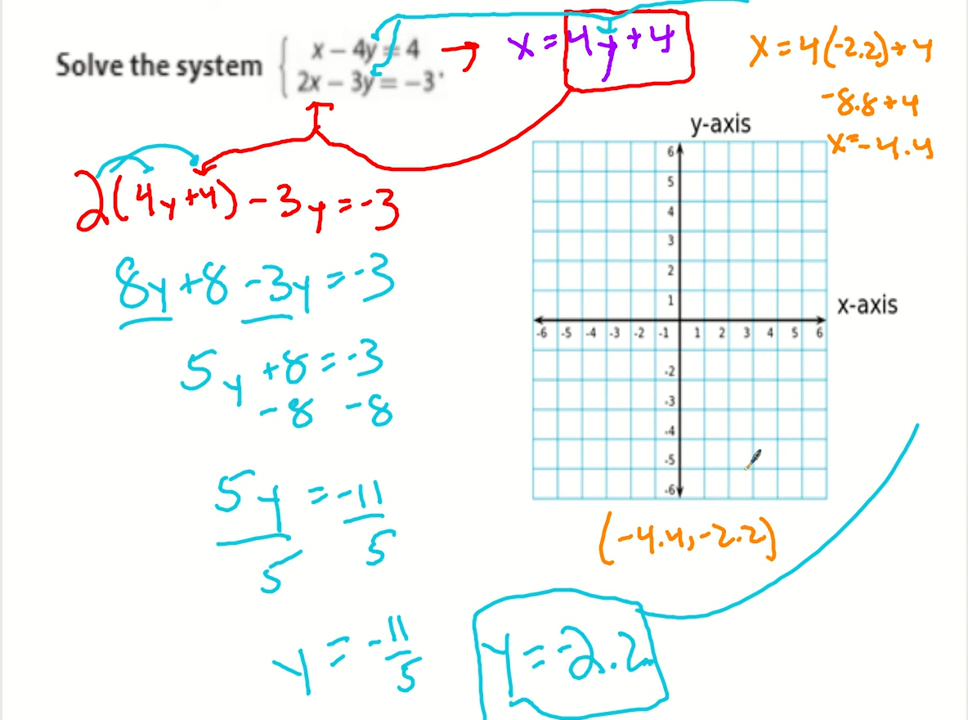 Solve the system { x − 4y = 4
2x − 3y = −3 .
x = 4y + 4
x = 4(-2.2) + 4
-8.8 + 4
x = -4.4
2(4y + 4) - 3y = -3
8y + 8 - 3y = -3
5y + 8 = -3
-8 -8
5y = -11
5 5
y = -11/5
y = -2.2
y-axis
6
5
4
3
2
1
x-axis
-6 -5 -4 -3 -2 -1 1 2 3 4 5 6
-2
-3
-4
-5
-6
(-4.4, -2.2)